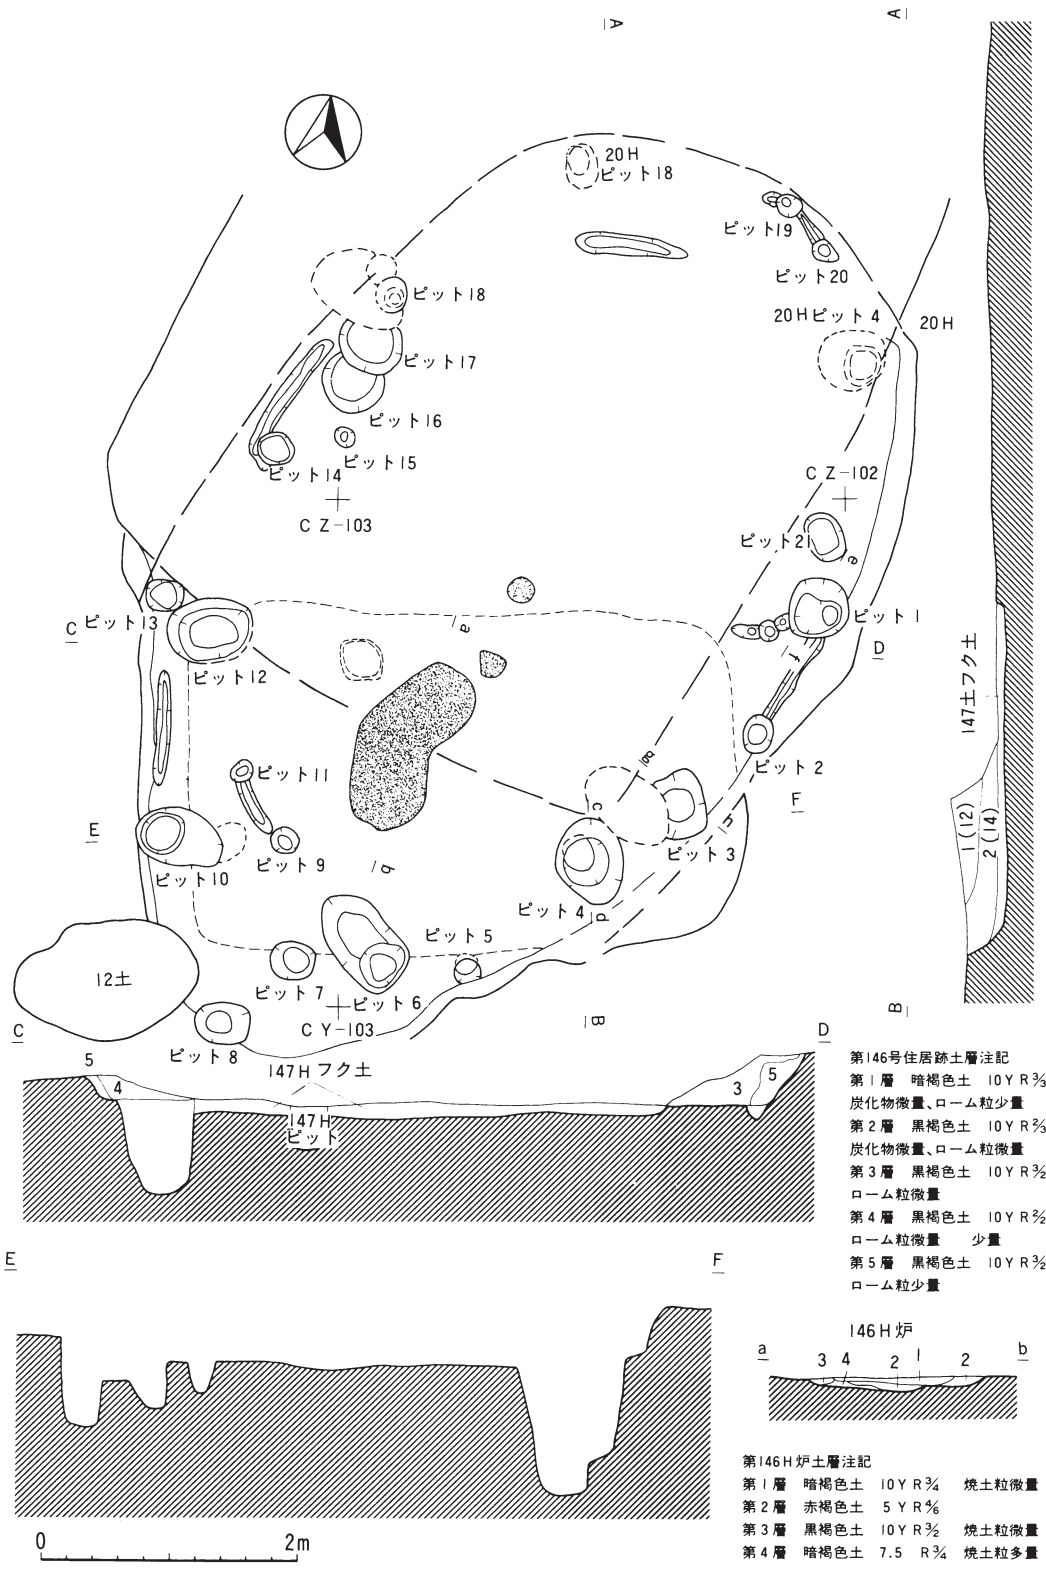 A
A
20H
ピット18
ピット19
ピット20
ピット18
20Hピット4
20H
ピット17
ピット16
ピット15
ピット14
CZ-102
CZ-103
ピット21
e
C
ピット13
ピット1
a
D
f
ピット12
147土フク土
g
ピット2
ピット11
c
F
h
1(12)
2(14)
E
ピット9
ピット3
b
ピット10
ピット4
d
ピット5
12土
ピット7
ピット6
CY-103
B
B
ピット8
C
D
147Hフク土
5
4
3
5
147H
ピット
第146号住居跡土層注記
第1層 暗褐色土 10YR3/3
炭化物微量、ローム粒少量
第2層 黒褐色土 10YR2/3
炭化物微量、ローム粒微量
第3層 黒褐色土 10YR3/2
ローム粒微量
第4層 黒褐色土 10YR2/2
ローム粒微量 少量
第5層 黒褐色土 10YR3/2
ローム粒少量
E
F
146H炉
a
3 4 2 1 2
b
第146H炉土層注記
第1層 暗褐色土 10YR3/4 焼土粒微量
第2層 赤褐色土 5YR4/6
第3層 黒褐色土 10YR3/2 焼土粒微量
第4層 暗褐色土 7.5 R3/4 焼土粒多量
0 2m